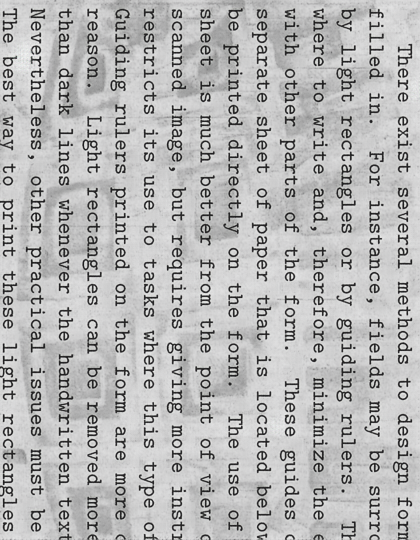 There exist several methods to design form
filled in. For instance, fields may be surro
by light rectangles or by guiding rulers. Th
where to write and, therefore, minimize the e
with other parts of the form. These guides c
separate sheet of paper that is located below
be printed directly on the form. The use of
sheet is much better from the point of view o
scanned image, but requires giving more instr
restricts its use to tasks where this type of
Guiding rulers printed on the form are more c
reason. Light rectangles can be removed more
than dark lines whenever the handwritten text
Nevertheless, other practical issues must be
The best way to print these light rectangles